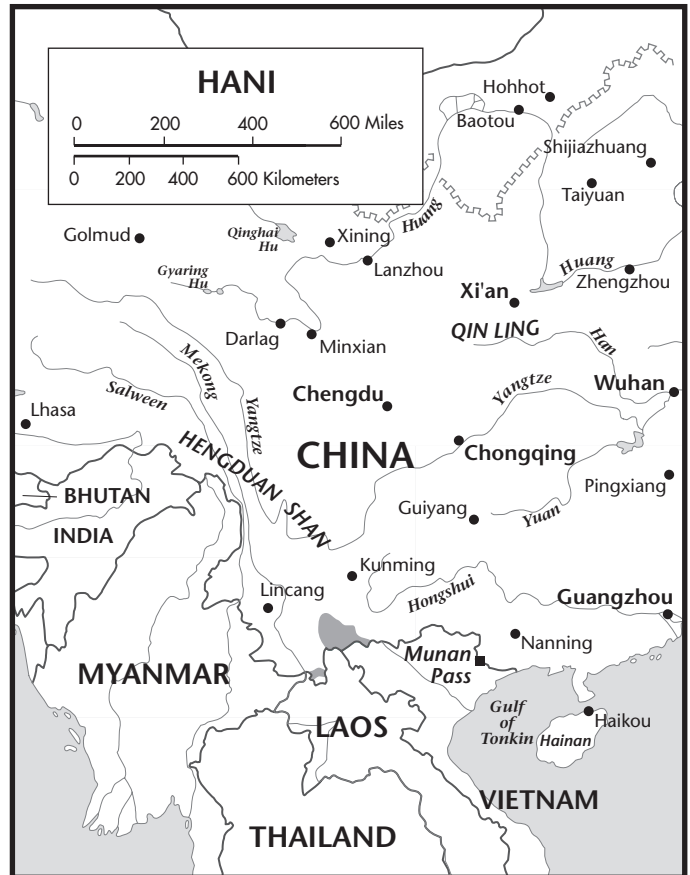 HANI
0 200 400 600 Miles
0 200 400 600 Kilometers
Hohhot
Baotou
Shijiazhuang
Taiyuan
Golmud
Qinghai
Hu
Xining
Huang
Lanzhou
Gyaring
Hu
Huang
Zhengzhou
Xi'an
QIN LING
Han
Darlag
Minxian
Mekong
Salween
Yangtze
Chengdu
Yangtze
Wuhan
Lhasa
HENGDUAN SHAN
CHINA
Chongqing
Pingxiang
BHUTAN
INDIA
Guiyang
Yuan
Kunming
Lincang
Hongshui
Guangzhou
Nanning
Munan
Pass
MYANMAR
Gulf
of
Tonkin
Haikou
Hainan
LAOS
VIETNAM
THAILAND